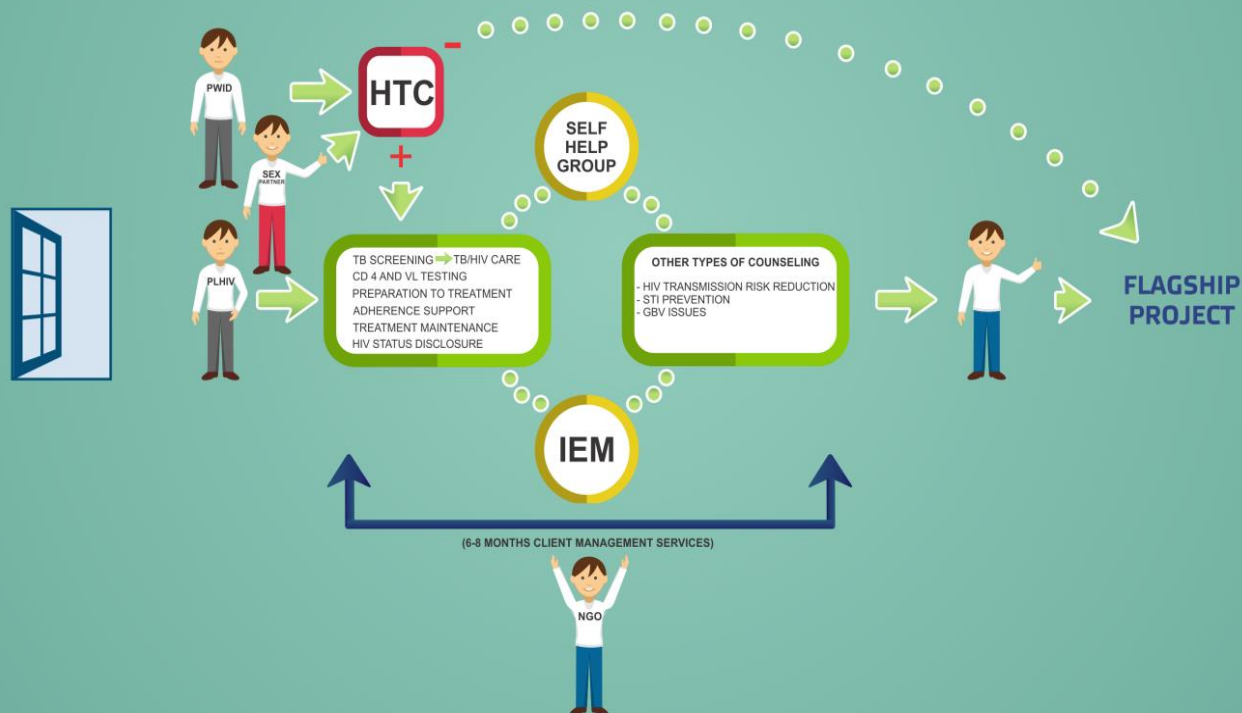 PWID
HTC
-
+
SEX
PARTNER
PLHIV
SELF
HELP
GROUP
TB SCREENING TB/HIV CARE
CD 4 AND VL TESTING
PREPARATION TO TREATMENT
ADHERENCE SUPPORT
TREATMENT MAINTENANCE
HIV STATUS DISCLOSURE
OTHER TYPES OF COUNSELING
- HIV TRANSMISSION RISK REDUCTION
- STI PREVENTION
- GBV ISSUES
FLAGSHIP
PROJECT
IEM
(6-8 MONTHS CLIENT MANAGEMENT SERVICES)
NGO